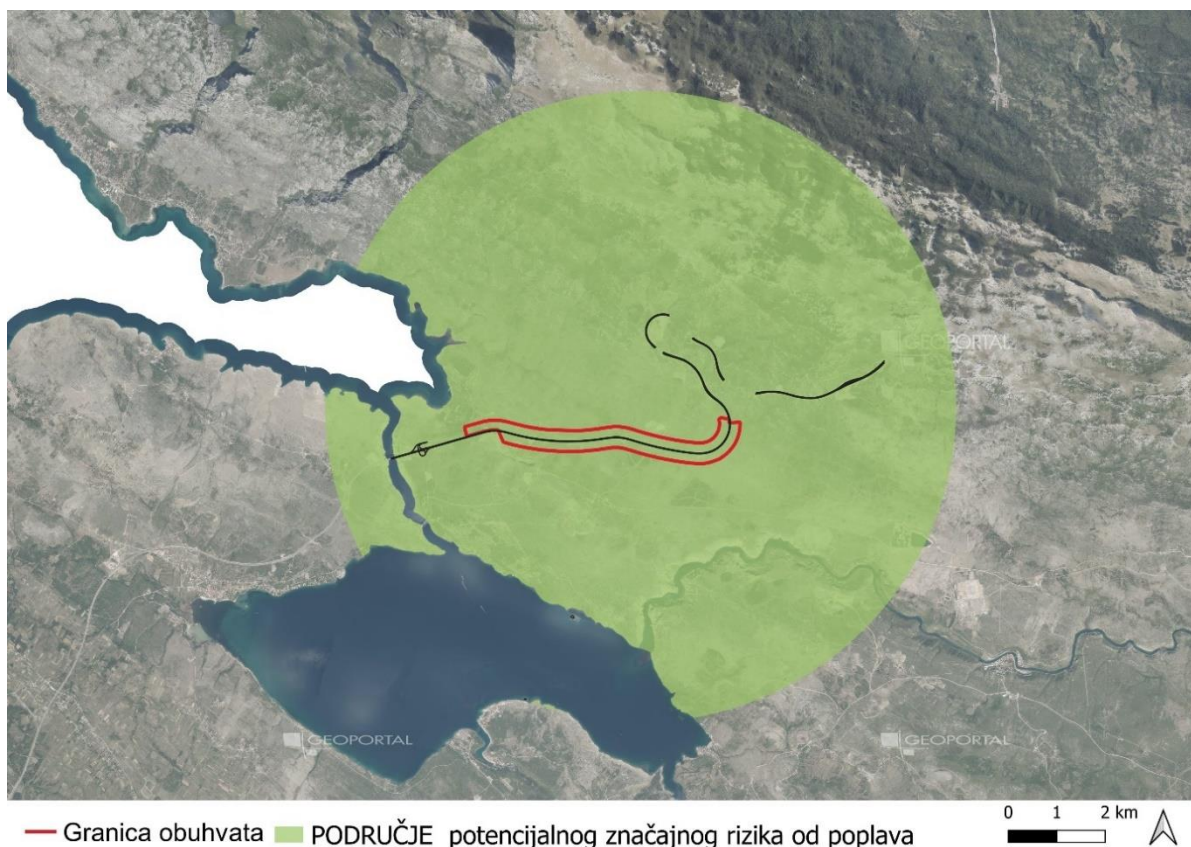 GEOPORTAL
GEOPORTAL
GEOPORTAL
Granica obuhvata
PODRUČJE potencijalnog značajnog rizika od poplava
0 1 2 km